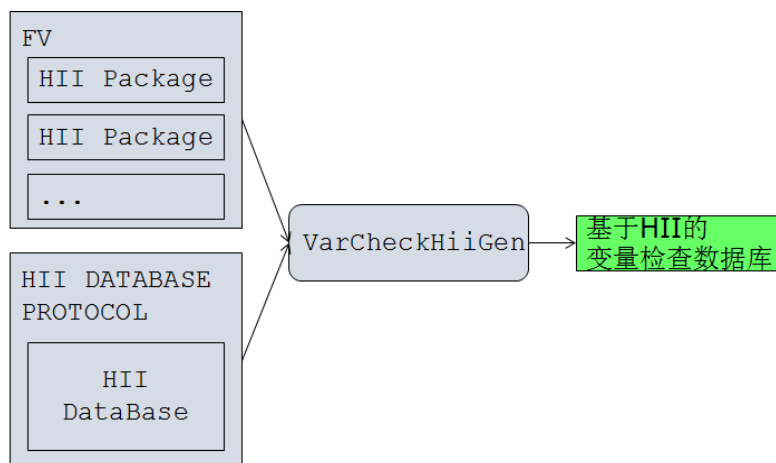 FV
HII Package
HII Package
...
HII DATABASE
PROTOCOL
HII
DataBase
VarCheckHiiGen
基于HII的
变量检查数据库